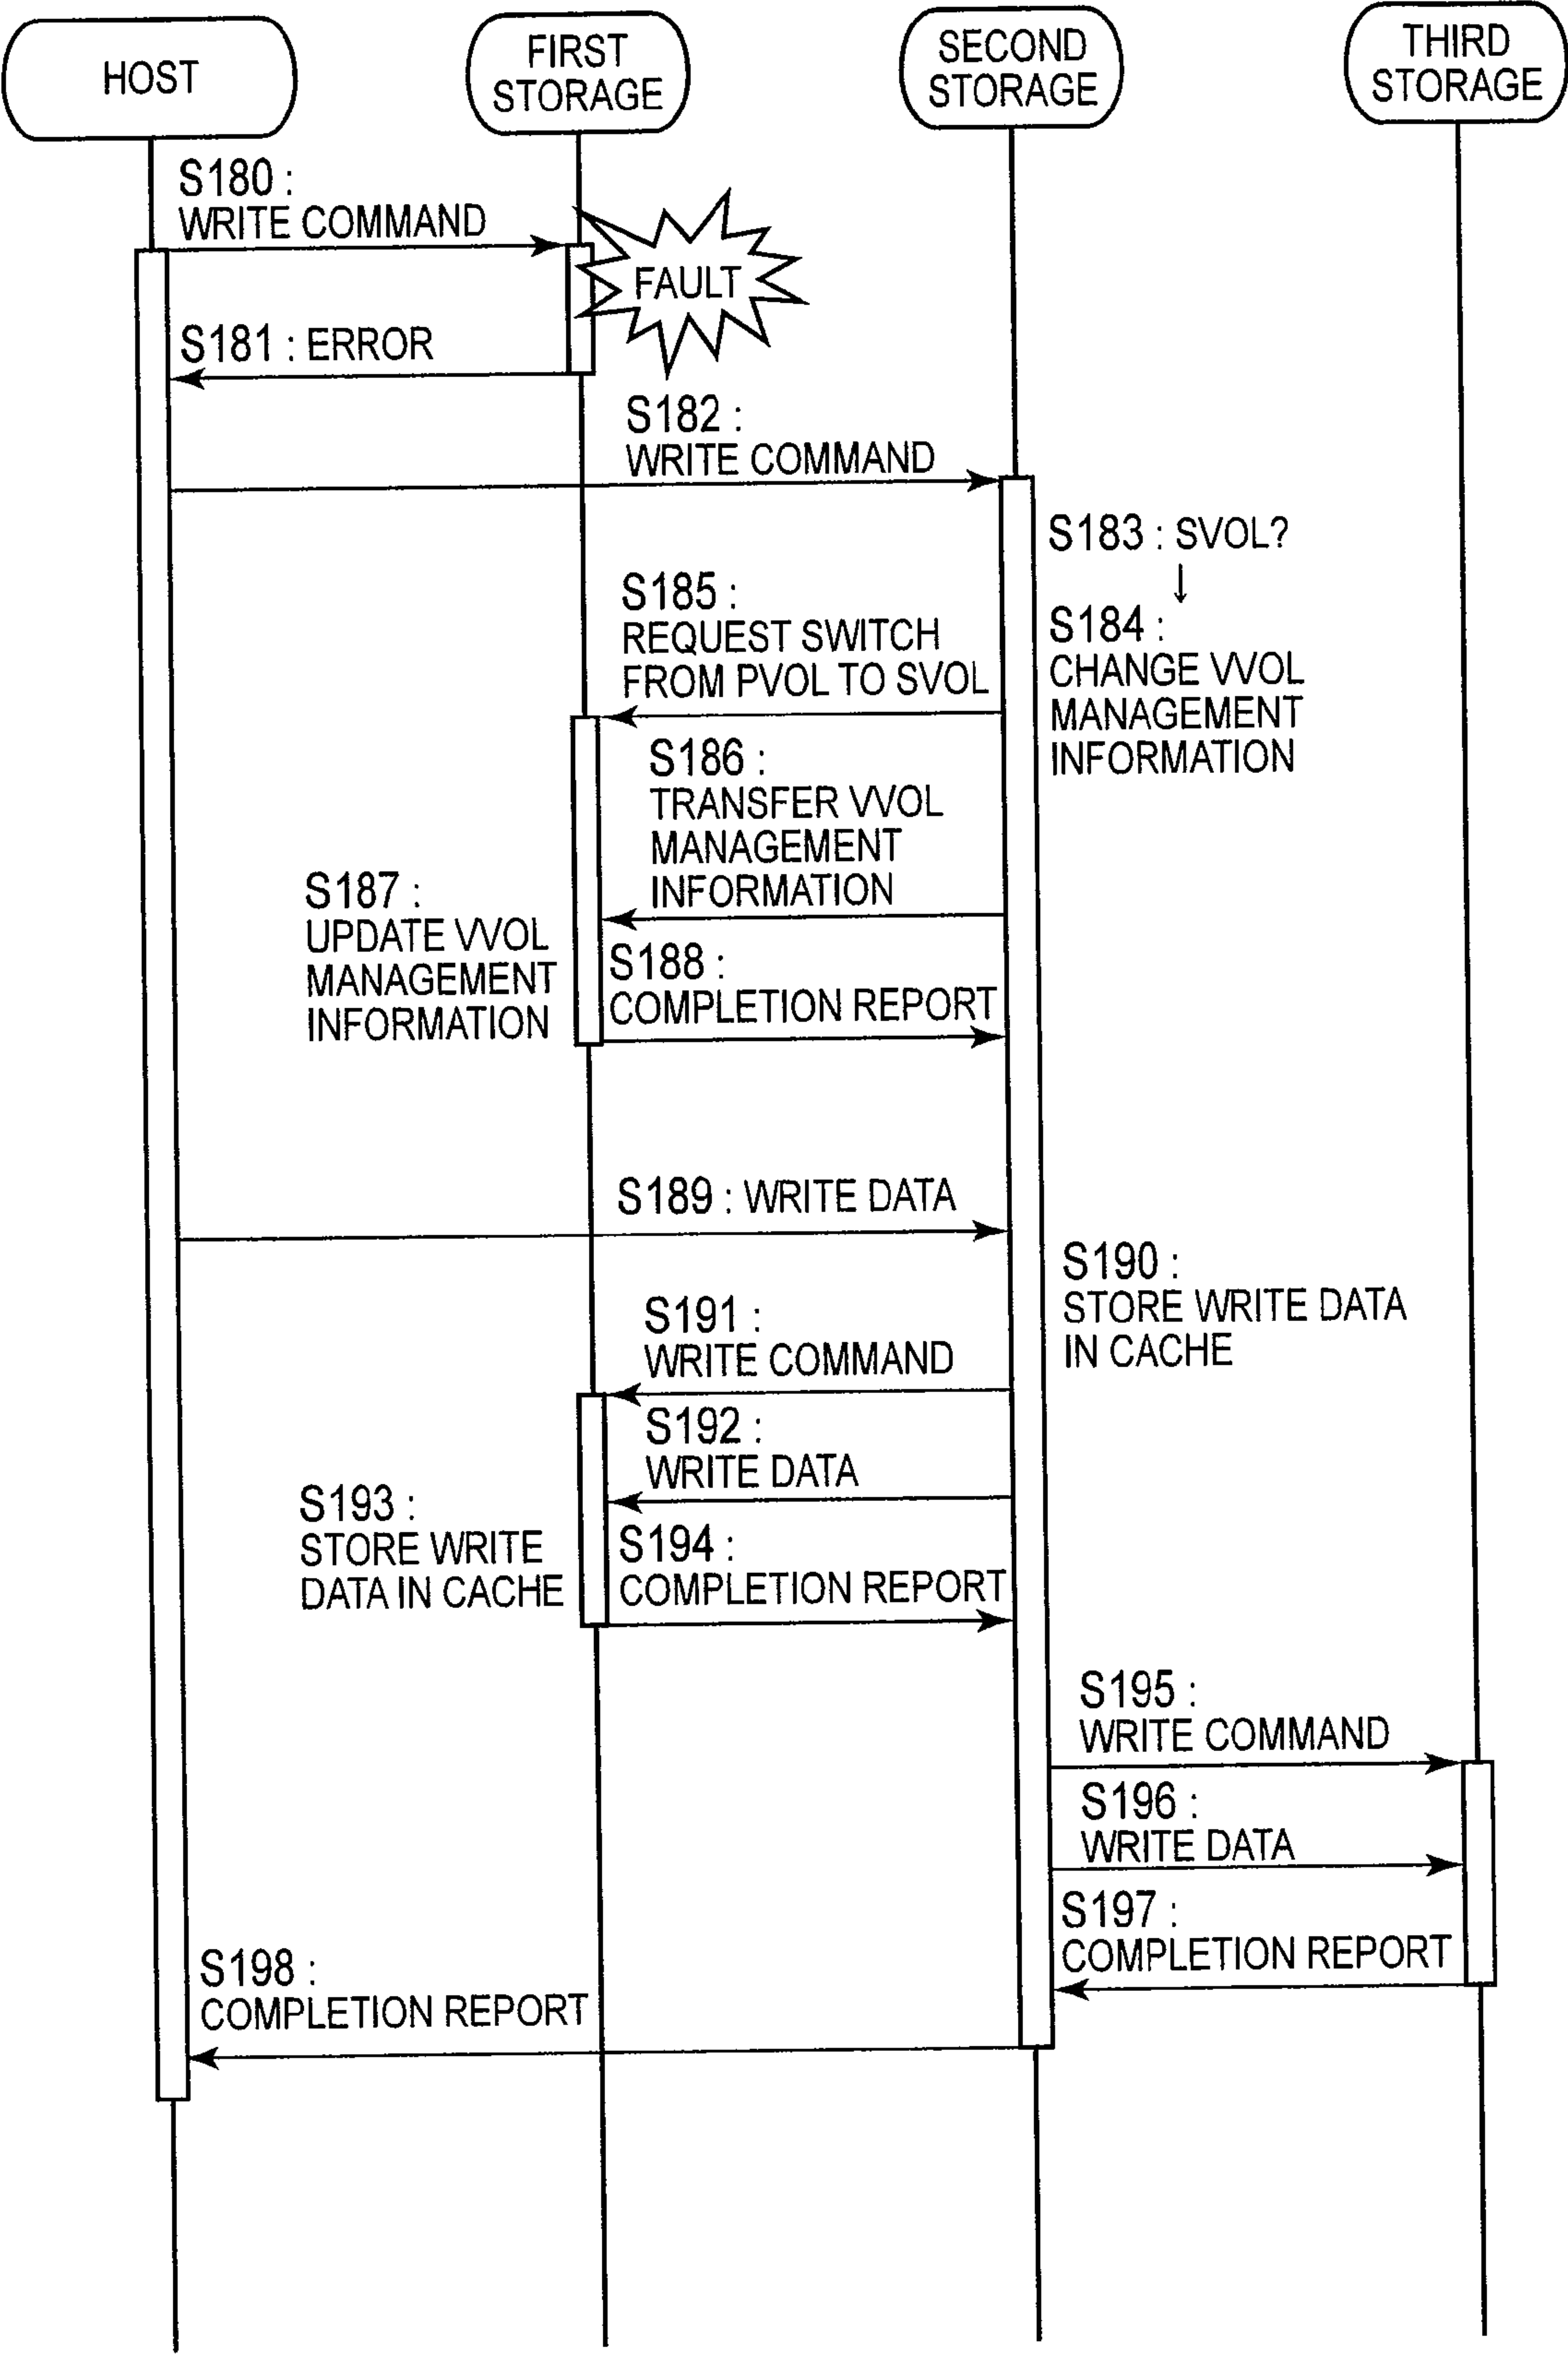 HOST
FIRST
STORAGE
SECOND
STORAGE
THIRD
STORAGE
S180 :
WRITE COMMAND
FAULT
S181 : ERROR
S182 :
WRITE COMMAND
S183 : SVOL?
S184 :
CHANGE VVOL
MANAGEMENT
INFORMATION
S185 :
REQUEST SWITCH
FROM PVOL TO SVOL
S186 :
TRANSFER VVOL
MANAGEMENT
INFORMATION
S187 :
UPDATE VVOL
MANAGEMENT
INFORMATION
S188 :
COMPLETION REPORT
S189 : WRITE DATA
S190 :
STORE WRITE DATA
IN CACHE
S191 :
WRITE COMMAND
S192 :
WRITE DATA
S193 :
STORE WRITE
DATA IN CACHE
S194 :
COMPLETION REPORT
S195 :
WRITE COMMAND
S196 :
WRITE DATA
S197 :
COMPLETION REPORT
S198 :
COMPLETION REPORT